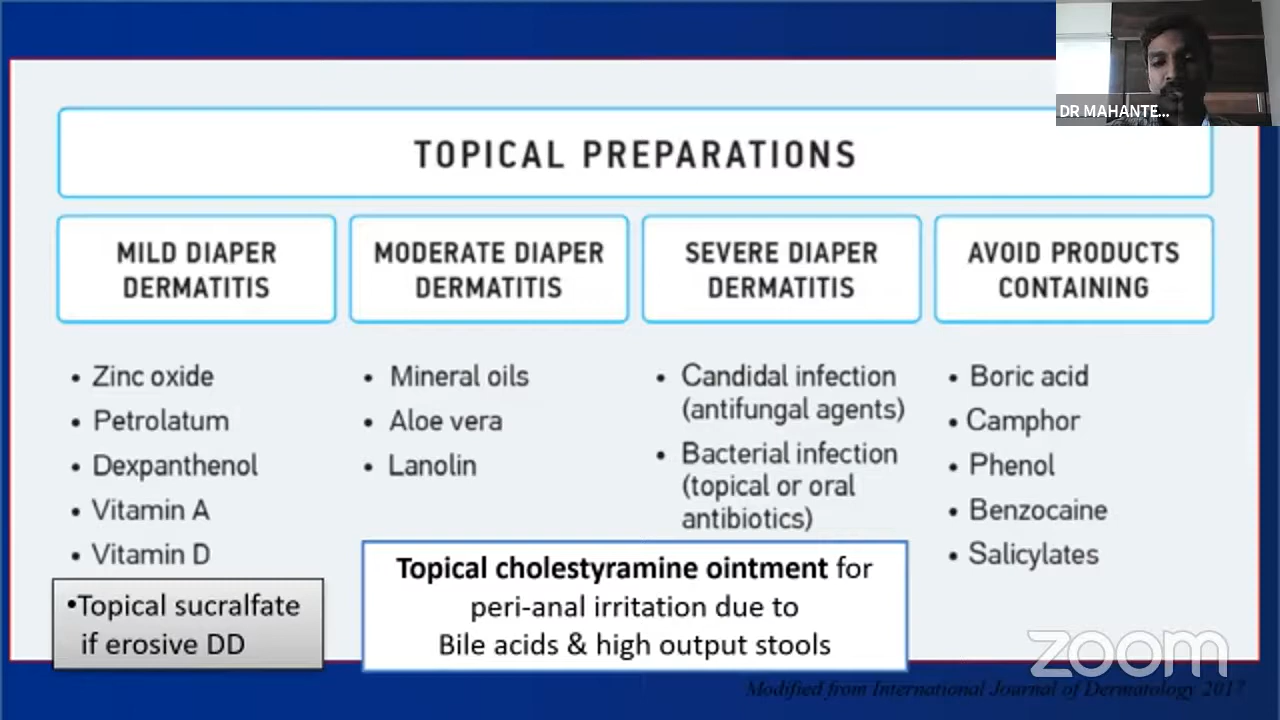 DR MAHANTE...
TOPICAL PREPARATIONS
MILD DIAPER
DERMATITIS
• Zinc oxide
• Petrolatum
• Dexpanthenol
• Vitamin A
• Vitamin D
•Topical sucralfate
if erosive DD
MODERATE DIAPER
DERMATITIS
• Mineral oils
• Aloe vera
• Lanolin
SEVERE DIAPER
DERMATITIS
• Candidal infection
(antifungal agents)
• Bacterial infection
(topical or oral
antibiotics)
Topical cholestyramine ointment for
peri-anal irritation due to
Bile acids & high output stools
AVOID PRODUCTS
CONTAINING
• Boric acid
• Camphor
• Phenol
• Benzocaine
• Salicylates
zoom
Modified from International Journal of Dermatology 2017